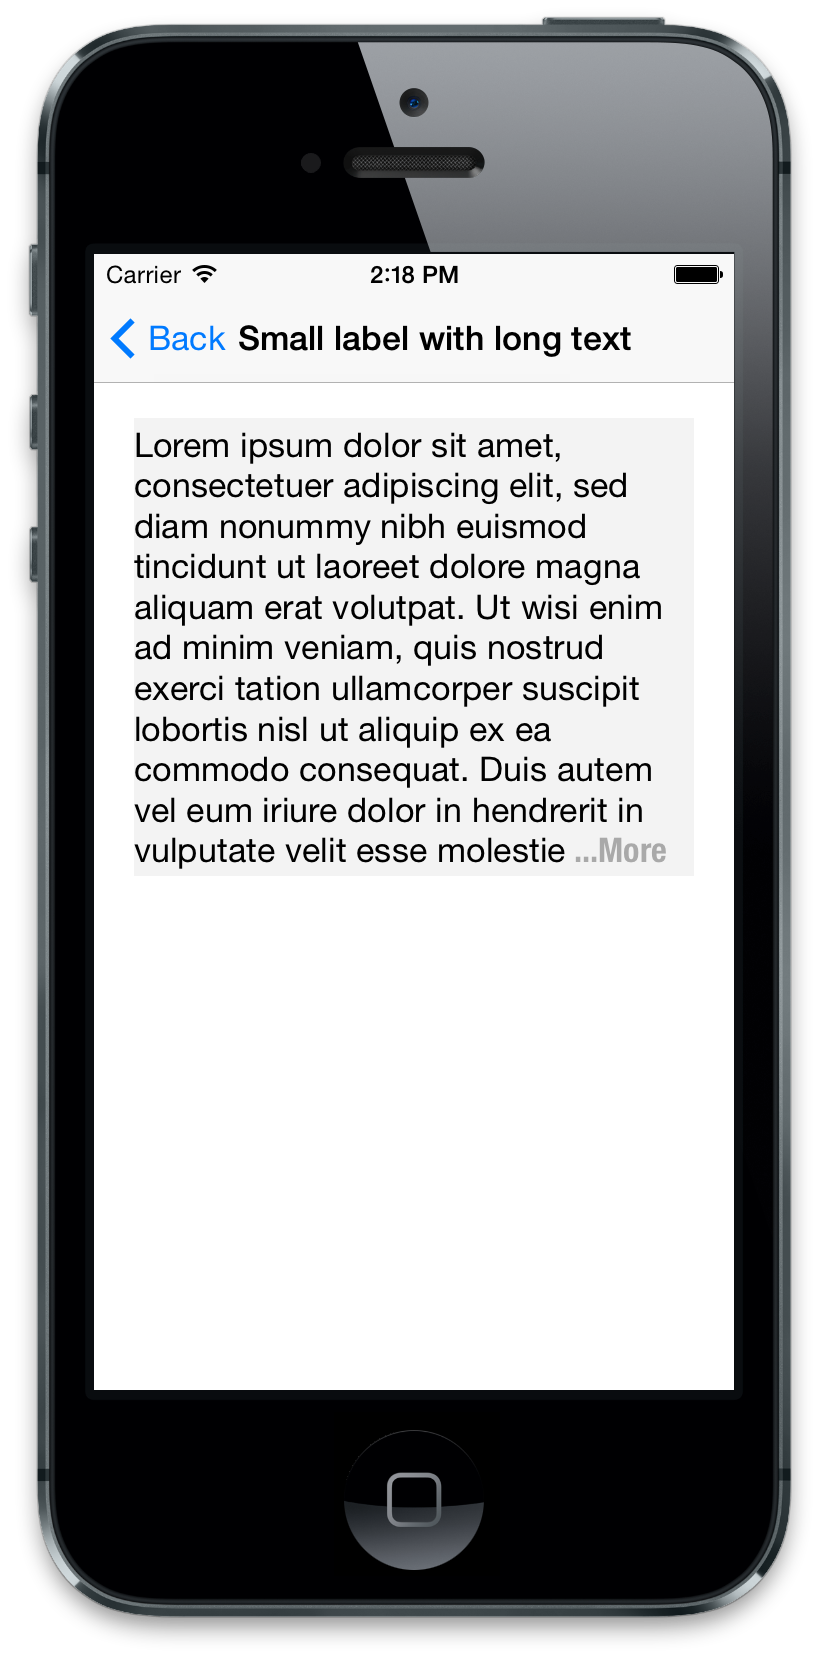 Carrier 2:18 PM
Back Small label with long text
Lorem ipsum dolor sit amet,
consectetuer adipiscing elit, sed
diam nonummy nibh euismod
tincidunt ut laoreet dolore magna
aliquam erat volutpat. Ut wisi enim
ad minim veniam, quis nostrud
exerci tation ullamcorper suscipit
lobortis nisl ut aliquip ex ea
commodo consequat. Duis autem
vel eum iriure dolor in hendrerit in
vulputate velit esse molestie ...More